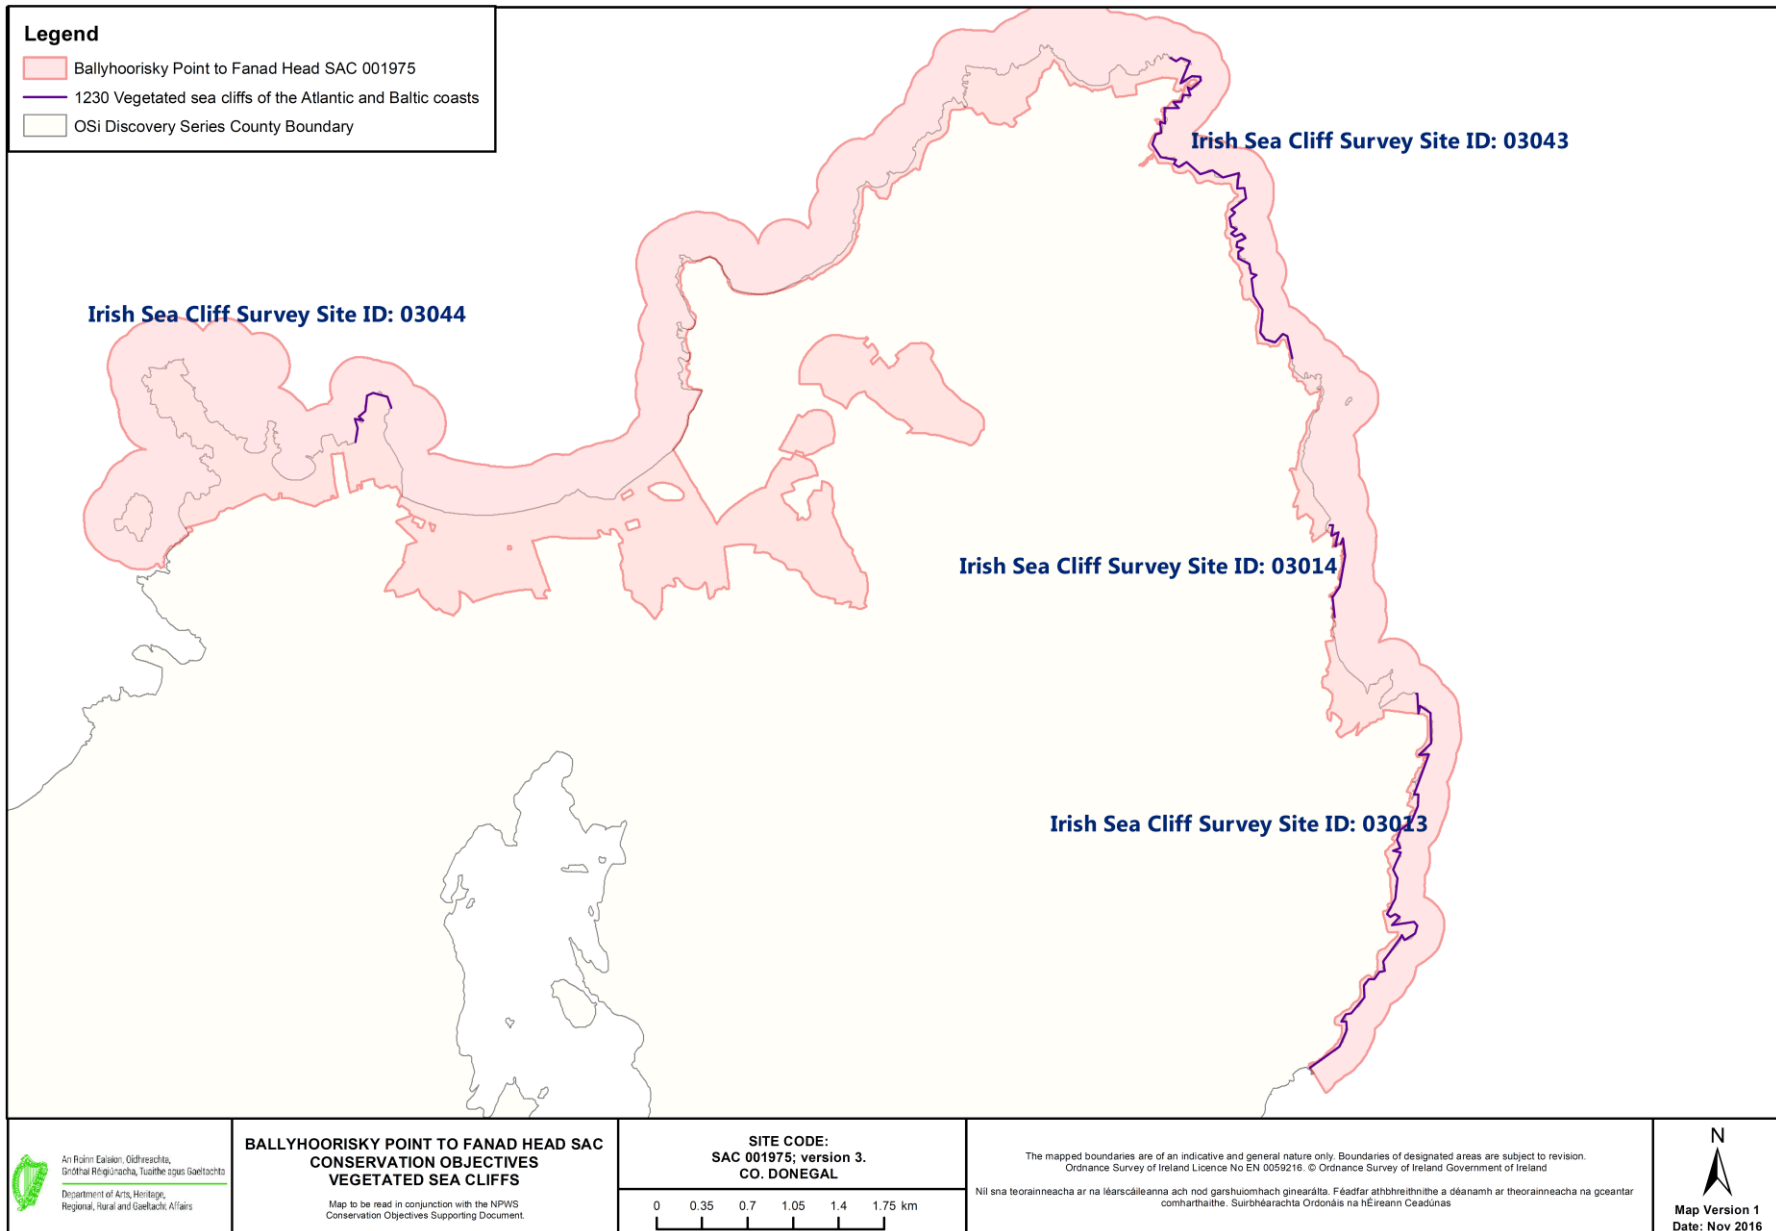 Legend
Ballyhoorisky Point to Fanad Head SAC 001975
1230 Vegetated sea cliffs of the Atlantic and Baltic coasts
OSi Discovery Series County Boundary
Irish Sea Cliff Survey Site ID: 03043
Irish Sea Cliff Survey Site ID: 03044
Irish Sea Cliff Survey Site ID: 03014
Irish Sea Cliff Survey Site ID: 03013
An Roinn Ealaíon, Oidhreachta,
Gnóthaí Réigiúnacha, Tuaithe agus Gaeltachta
Department of Arts, Heritage,
Regional, Rural and Gaeltacht Affairs
BALLYHOORISKY POINT TO FANAD HEAD SAC
CONSERVATION OBJECTIVES
VEGETATED SEA CLIFFS
Map to be read in conjunction with the NPWS
Conservation Objectives Supporting Document.
SITE CODE:
SAC 001975; version 3.
CO. DONEGAL
0 0.35 0.7 1.05 1.4 1.75 km
The mapped boundaries are of an indicative and general nature only. Boundaries of designated areas are subject to revision.
Ordnance Survey of Ireland Licence No EN 0059216. © Ordnance Survey of Ireland Government of Ireland
Níl sna teorainneacha ar na léarscáileanna ach nod garshuiomhach ginearálta. Féadfar athbhreithnithe a déanamh ar theorainneacha na gceantar
comharthaithe. Suirbhéarachta Ordonáis na hÉireann Ceadúnas
N
Map Version 1
Date: Nov 2016